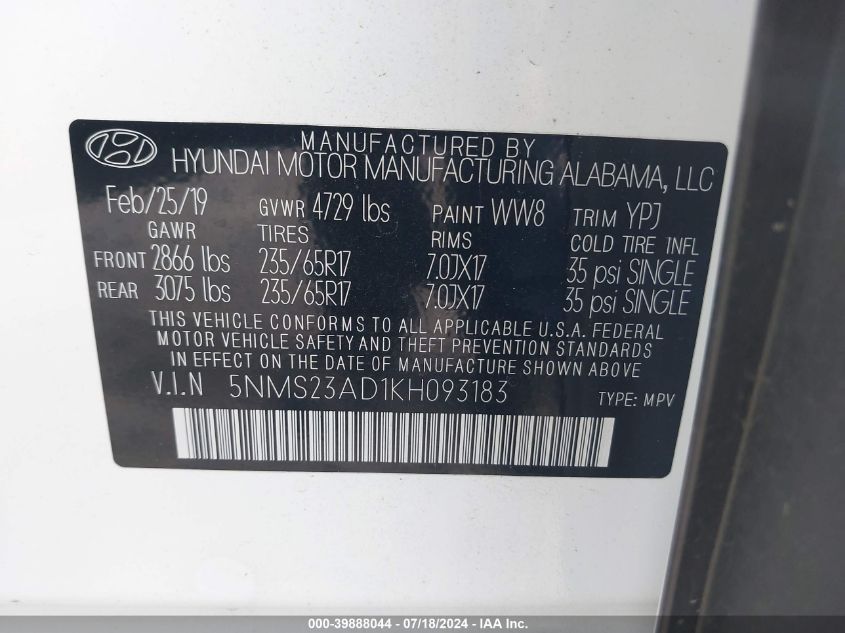 MANUFACTURED BY
HYUNDAI MOTOR MANUFACTURING ALABAMA, LLC
Feb/25/19 GVWR 4729 lbs PAINT WW8 TRIM YPJ
GAWR TIRES RIMS COLD TIRE INFL
FRONT 2866 lbs 235/65R17 7.0JX17 35 psi SINGLE
REAR 3075 lbs 235/65R17 7.0JX17 35 psi SINGLE
THIS VEHICLE CONFORMS TO ALL APPLICABLE U.S.A. FEDERAL
MOTOR VEHICLE SAFETY AND THEFT PREVENTION STANDARDS
IN EFFECT ON THE DATE OF MANUFACTURE SHOWN ABOVE
V.I.N 5NMS23AD1KH093183 TYPE: MPV
000-39888044 - 07/18/2024 - IAA Inc.